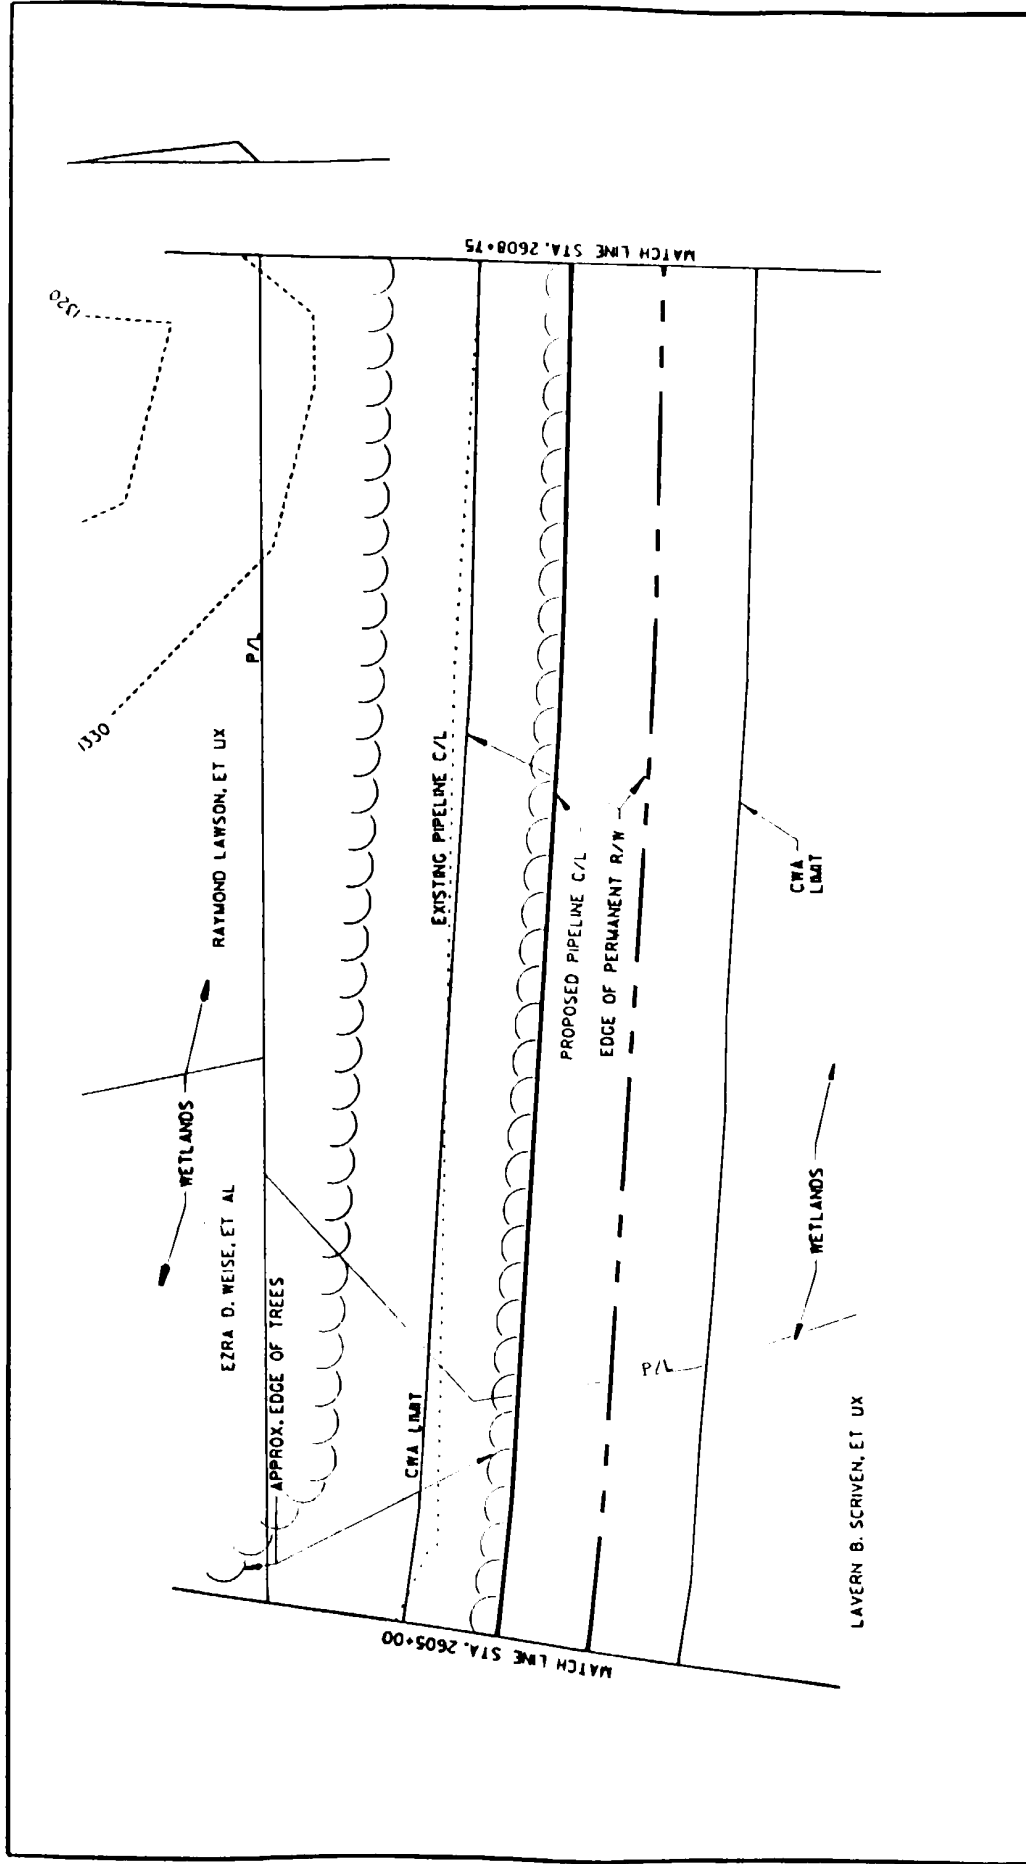 MATCH LINE STA. 2608+75
1320
1330
P/L
RAYMOND LAWSON, ET UX
EXISTING PIPELINE C/L
PROPOSED PIPELINE C/L
EDGE OF PERMANENT R/W
CWA
LIMIT
WETLANDS
EZRA D. WEISE, ET AL
APPROX. EDGE OF TREES
CWA LIMIT
P/L
WETLANDS
LAVERN B. SCRIVEN, ET UX
MATCH LINE STA. 2605+00